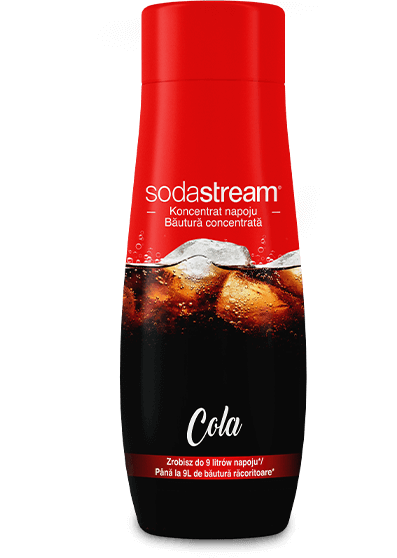 sodastream®
Koncentrat napoju
Băutură concentrată
Cola
Zrobisz do 9 litrów napoju*/
Până la 9L de băutură răcoritoare*